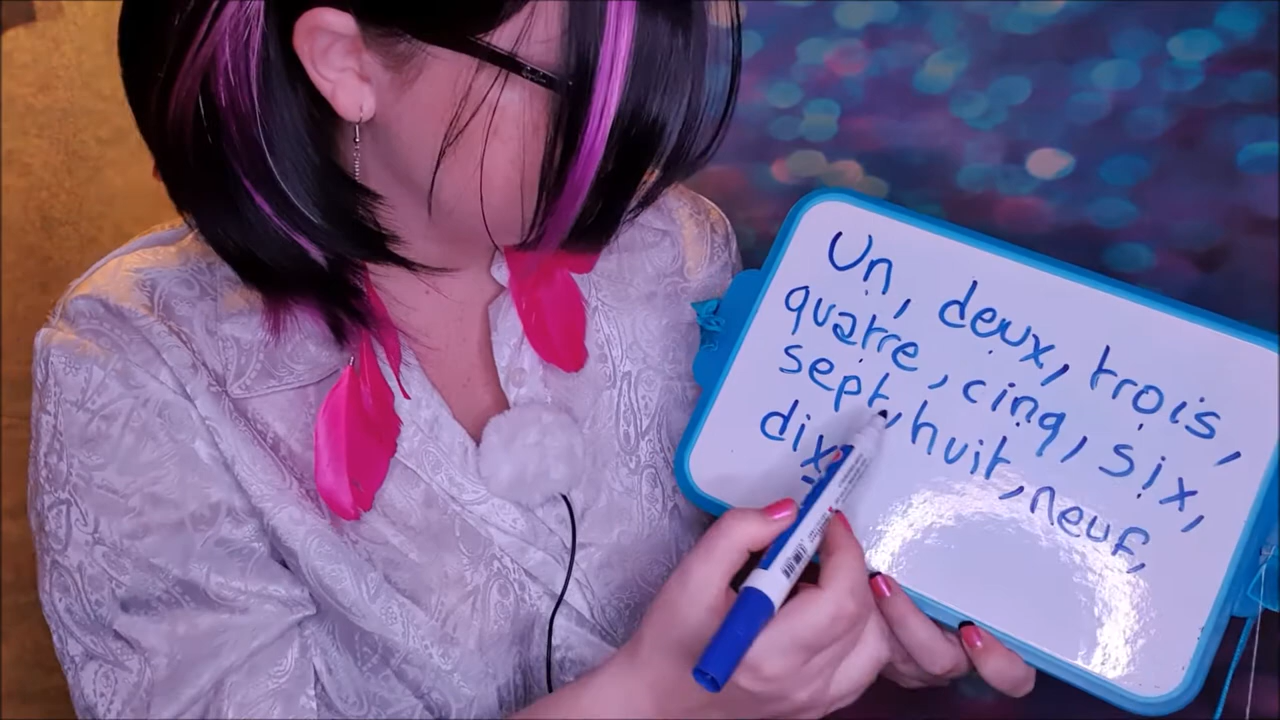 Un, deux, trois,
quatre, cinq, six,
sept, huit, neuf,
dix